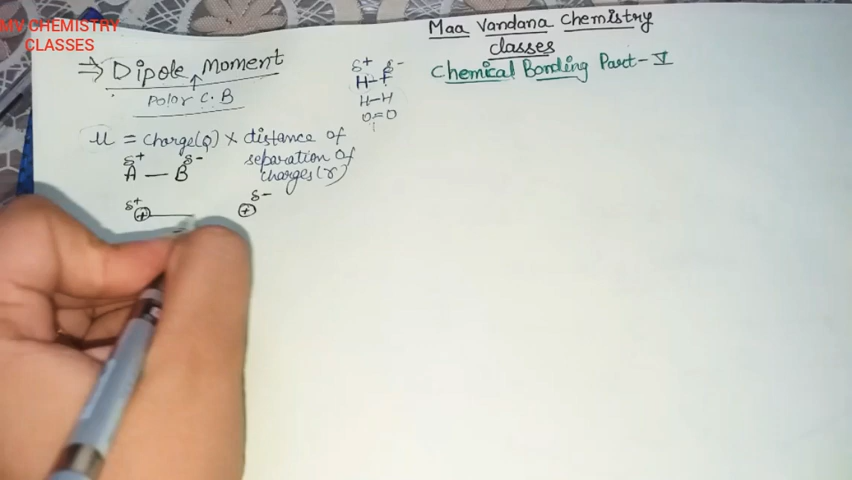 MV CHEMISTRY
CLASSES
Maa Vandana Chemistry
classes
Chemical Bonding Part-V
⇒ Dipole Moment
Polar C.B
δ+ δ-
H-F
H-H
O=O
μ = charge(Q) × distance of
separation of
charges(r)
δ+ δ-
A — B
δ+ δ-
⊕ ⊕